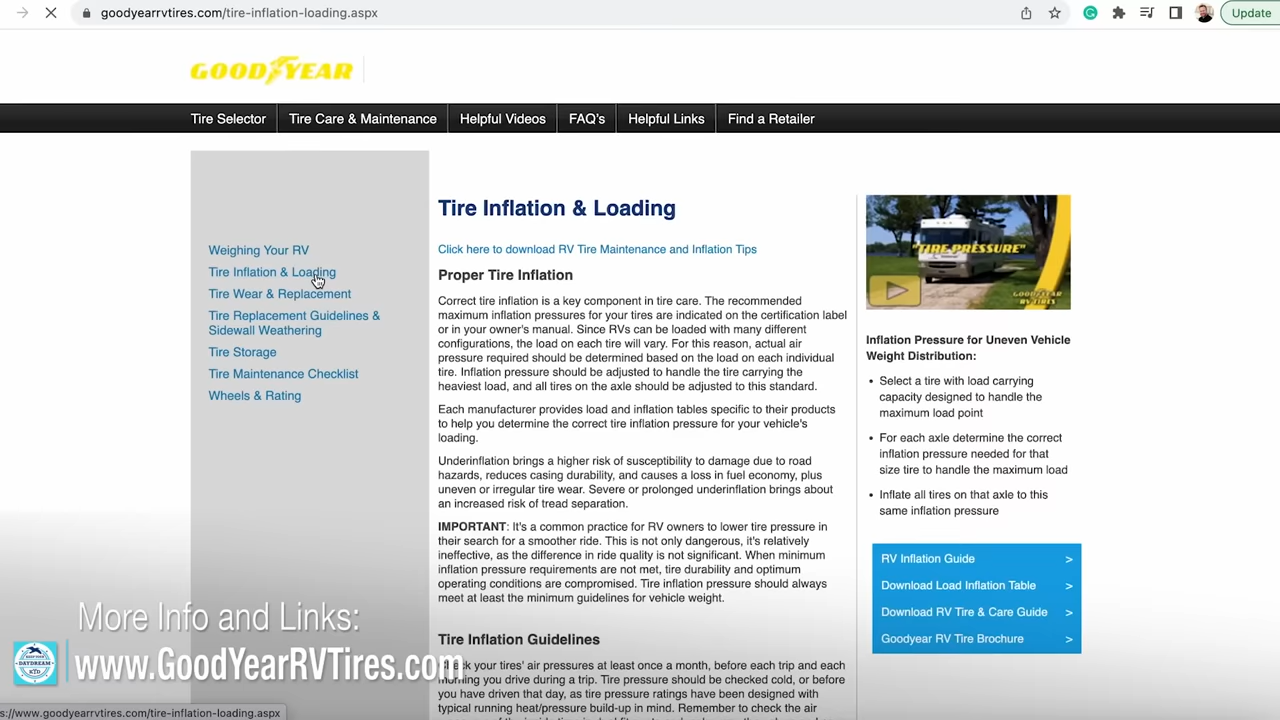 goodyearrvtires.com/tire-inflation-loading.aspx
Update
GOODYEAR
Tire Selector
Tire Care & Maintenance
Helpful Videos
FAQ's
Helpful Links
Find a Retailer
Weighing Your RV
Tire Inflation & Loading
Tire Wear & Replacement
Tire Replacement Guidelines &
Sidewall Weathering
Tire Storage
Tire Maintenance Checklist
Wheels & Rating
Tire Inflation & Loading
Click here to download RV Tire Maintenance and Inflation Tips
Proper Tire Inflation
Correct tire inflation is a key component in tire care. The recommended
maximum inflation pressures for your tires are indicated on the certification label
or in your owner's manual. Since RVs can be loaded with many different
configurations, the load on each tire will vary. For this reason, actual air
pressure required should be determined based on the load on each individual
tire. Inflation pressure should be adjusted to handle the tire carrying the
heaviest load, and all tires on the axle should be adjusted to this standard.
Each manufacturer provides load and inflation tables specific to their products
to help you determine the correct tire inflation pressure for your vehicle's
loading.
Underinflation brings a higher risk of susceptibility to damage due to road
hazards, reduces casing durability, and causes a loss in fuel economy, plus
uneven or irregular tire wear. Severe or prolonged underinflation brings about
an increased risk of tread separation.
IMPORTANT: It's a common practice for RV owners to lower tire pressure in
their search for a smoother ride. This is not only dangerous, it's relatively
ineffective, as the difference in ride quality is not significant. When minimum
inflation pressure requirements are not met, tire durability and optimum
operating conditions are compromised. Tire inflation pressure should always
meet at least the minimum guidelines for vehicle weight.
Tire Inflation Guidelines
your tires' air pressures at least once a month, before each trip and each
morning you drive during a trip. Tire pressure should be checked cold, or before
you have driven that day, as tire pressure ratings have been designed with
typical running heat/pressure build-up in mind. Remember to check the air
"TIRE PRESSURE"
GOODYEAR
RV TIRES
Inflation Pressure for Uneven Vehicle
Weight Distribution:
• Select a tire with load carrying
capacity designed to handle the
maximum load point
• For each axle determine the correct
inflation pressure needed for that
size tire to handle the maximum load
• Inflate all tires on that axle to this
same inflation pressure
RV Inflation Guide >
Download Load Inflation Table >
Download RV Tire & Care Guide >
Goodyear RV Tire Brochure >
More Info and Links:
DAYDREAM
www.GoodYearRVTires.com
s://www.goodyearrvtires.com/tire-inflation-loading.aspx